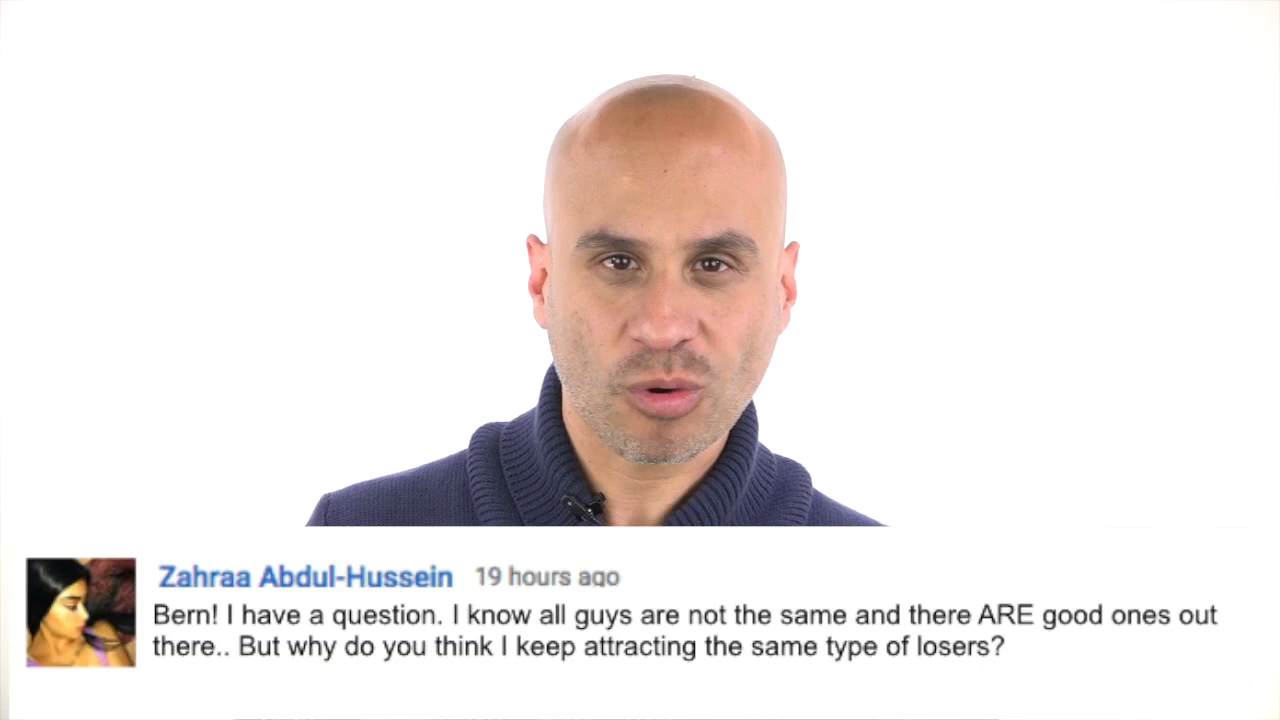 Zahraa Abdul-Hussein 19 hours ago
Bern! I have a question. I know all guys are not the same and there ARE good ones out
there.. But why do you think I keep attracting the same type of losers?